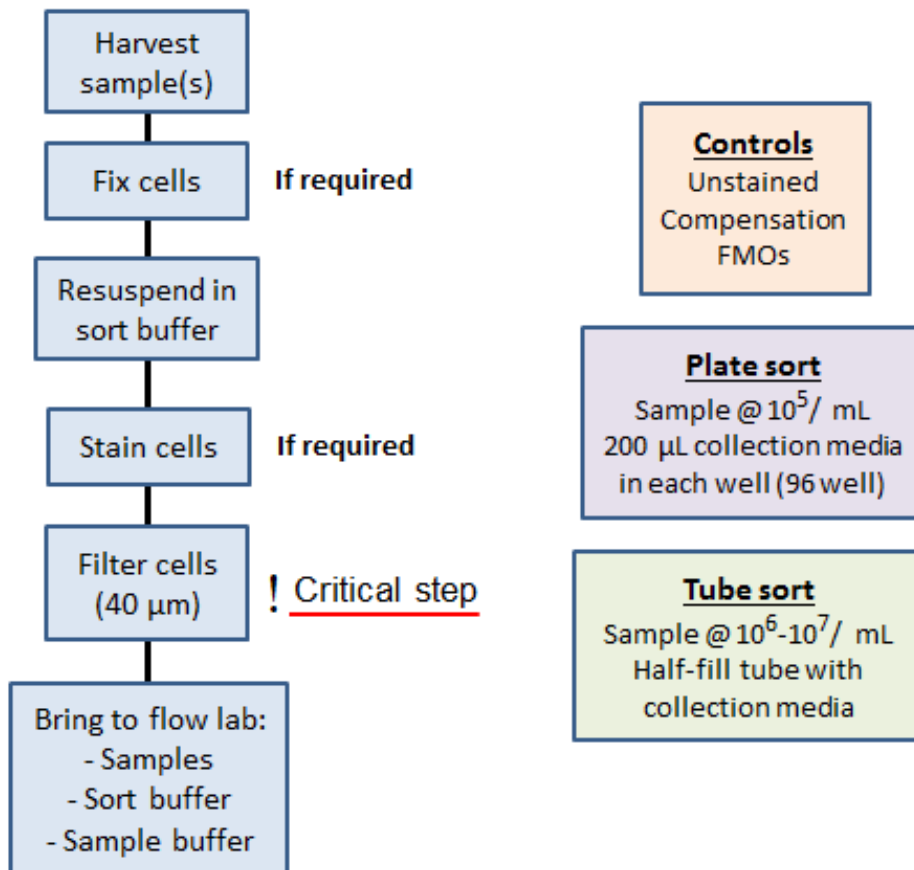 Harvest
sample(s)
Fix cells
If required
Resuspend in
sort buffer
Stain cells
If required
Filter cells
(40 µm)
! Critical step
Bring to flow lab:
- Samples
- Sort buffer
- Sample buffer
Controls
Unstained
Compensation
FMOs
Plate sort
Sample @ 10⁵/ mL
200 µL collection media
in each well (96 well)
Tube sort
Sample @ 10⁶-10⁷/ mL
Half-fill tube with
collection media